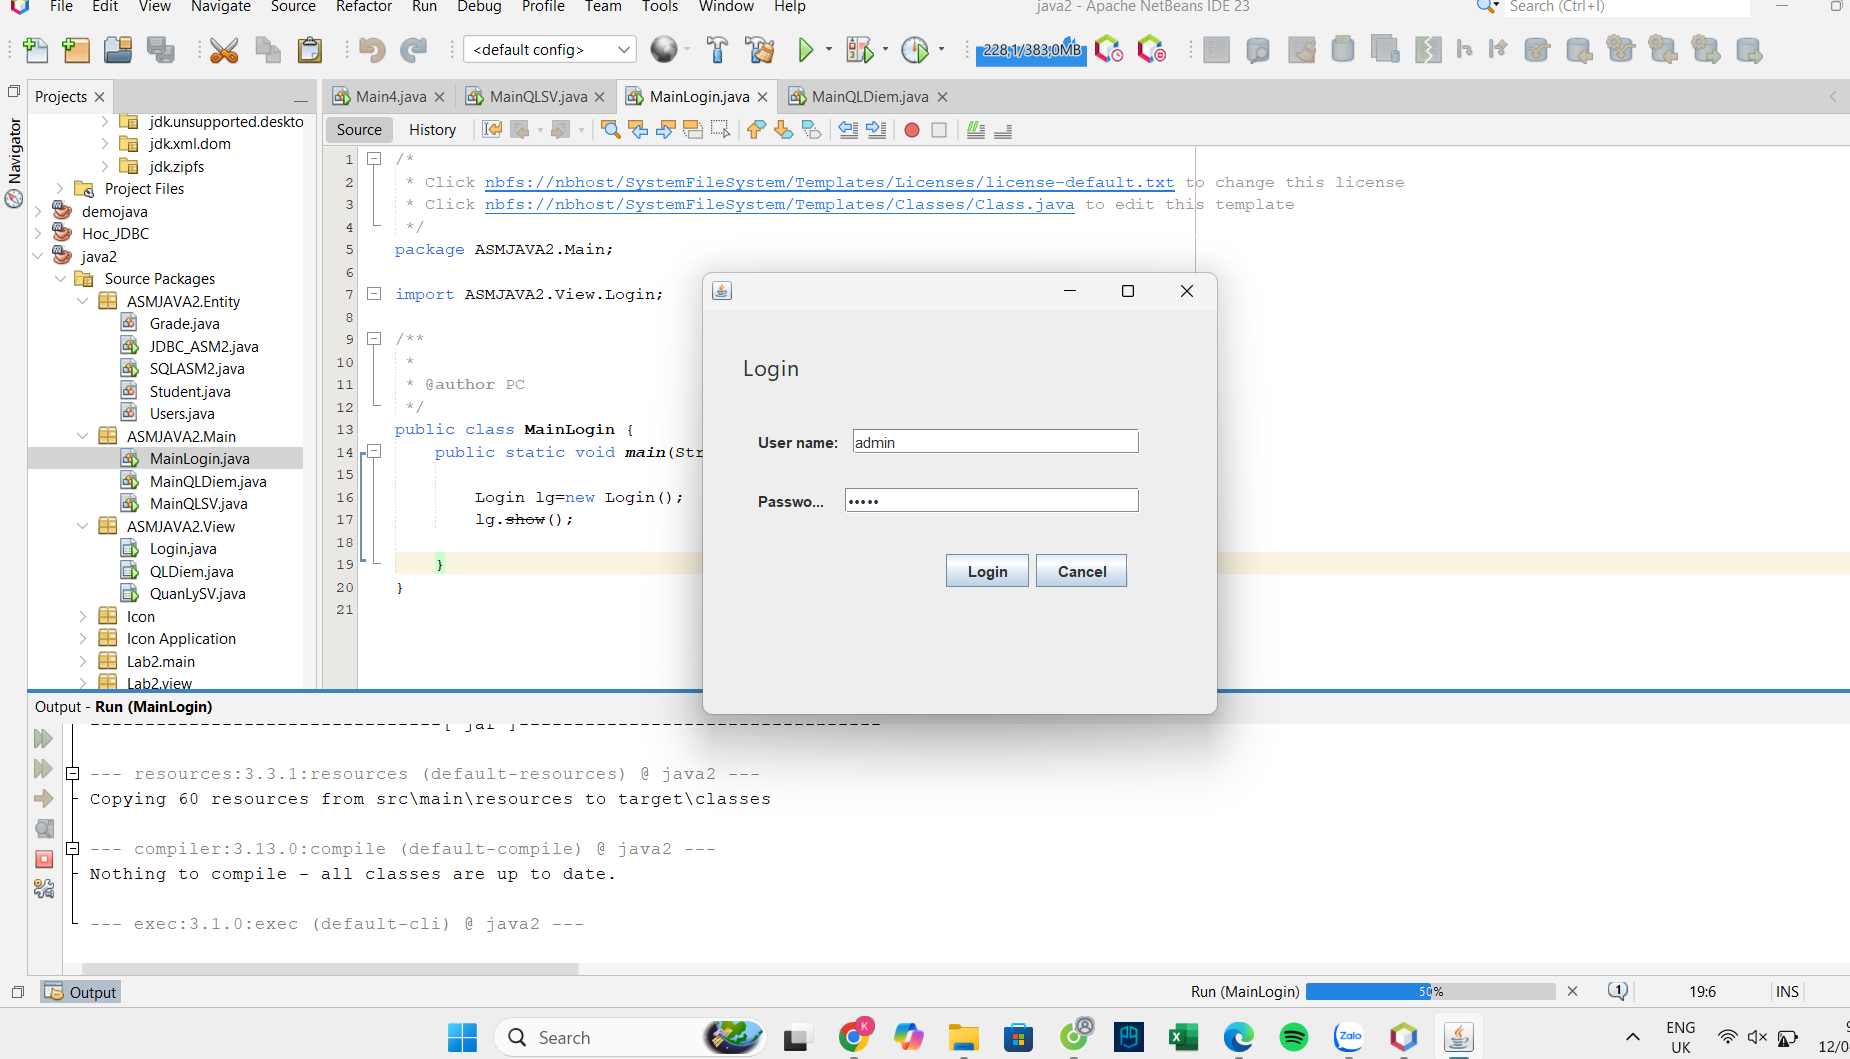 File Edit View Navigate Source Refactor Run Debug Profile Team Tools Window Help
java2 - Apache NetBeans IDE 23
Search (Ctrl+I)
<default config>
228,1/383,0MB
Projects
Main4.java
MainQLSV.java
MainLogin.java
MainQLDiem.java
Source
History
Navigator
jdk.unsupported.deskto
jdk.xml.dom
jdk.zipfs
Project Files
demojava
Hoc_JDBC
java2
Source Packages
ASMJAVA2.Entity
Grade.java
JDBC_ASM2.java
SQLASM2.java
Student.java
Users.java
ASMJAVA2.Main
MainLogin.java
MainQLDiem.java
MainQLSV.java
ASMJAVA2.View
Login.java
QLDiem.java
QuanLySV.java
Icon
Icon Application
Lab2.main
Lab2.view
1 /*
2 * Click nbfs://nbhost/SystemFileSystem/Templates/Licenses/license-default.txt to change this license
3 * Click nbfs://nbhost/SystemFileSystem/Templates/Classes/Class.java to edit this template
4 */
5 package ASMJAVA2.Main;
6
7 import ASMJAVA2.View.Login;
8
9 /**
10 *
11 * @author PC
12 */
13 public class MainLogin {
14 public static void main(Str
15
16 Login lg=new Login();
17 lg.show();
18
19 }
20 }
21
Login
User name: admin
Passwo... •••••
Login
Cancel
Output - Run (MainLogin)
--------------------------------[ jar ]---------------------------------
--- resources:3.3.1:resources (default-resources) @ java2 ---
Copying 60 resources from src\main\resources to target\classes
--- compiler:3.13.0:compile (default-compile) @ java2 ---
Nothing to compile - all classes are up to date.
--- exec:3.1.0:exec (default-cli) @ java2 ---
Output
Run (MainLogin)
50%
1
19:6
INS
Search
K
Zalo
ENG
UK
12/0